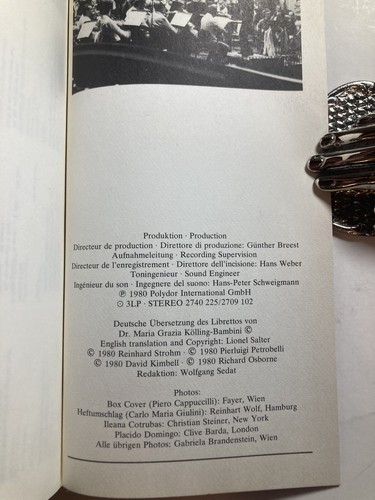 Produktion · Production
Directeur de production · Direttore di produzione: Günther Breest
Aufnahmeleitung · Recording Supervision
Directeur de l'enregistrement · Direttore dell'incisione: Hans Weber
Toningenieur · Sound Engineer
Ingénieur du son · Ingegnere del suono: Hans-Peter Schweigmann
℗ 1980 Polydor International GmbH
⊙ 3LP · STEREO 2740 225/2709 102
Deutsche Übersetzung des Librettos von
Dr. Maria Grazia Kölling-Bambini ©
English translation and Copyright: Lionel Salter
© 1980 Reinhard Strohm · © 1980 Pierluigi Petrobelli
© 1980 David Kimbell · © 1980 Richard Osborne
Redaktion: Wolfgang Sedat
Photos:
Box Cover (Piero Cappuccilli): Fayer, Wien
Heftumschlag (Carlo Maria Giulini): Reinhart Wolf, Hamburg
Ileana Cotrubas: Christian Steiner, New York
Placido Domingo: Clive Barda, London
Alle übrigen Photos: Gabriela Brandenstein, Wien